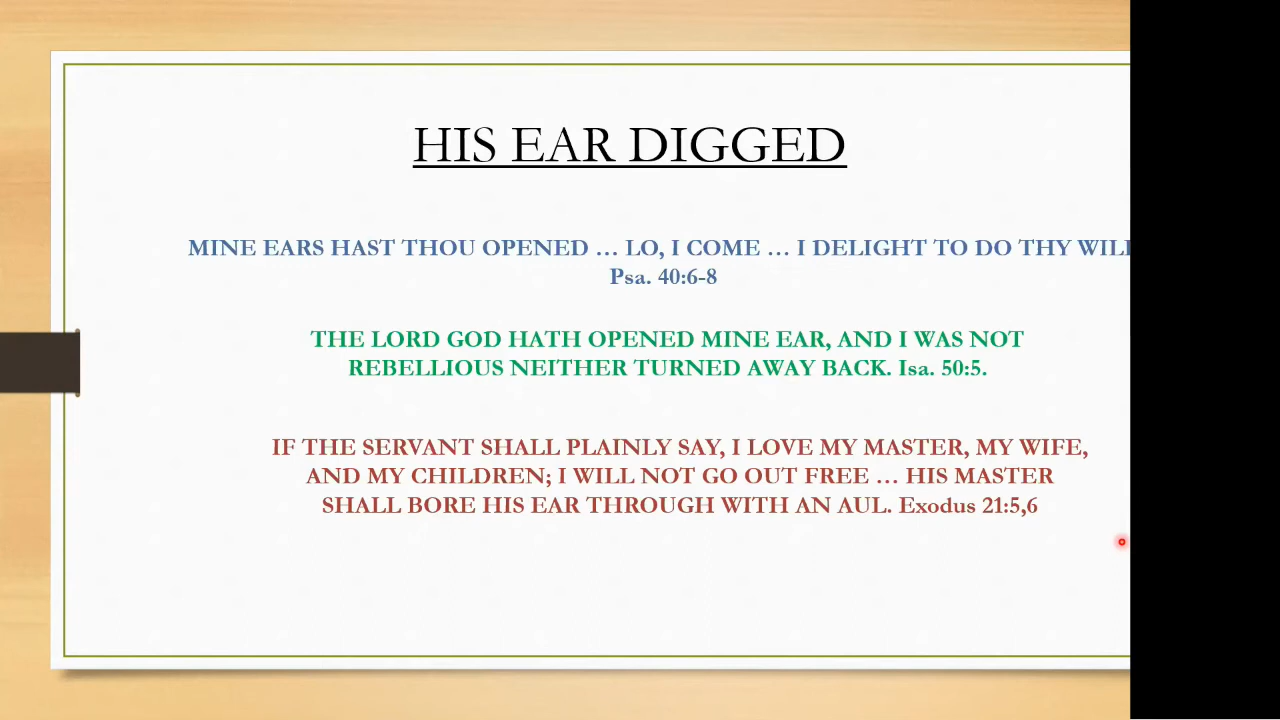 HIS EAR DIGGED
MINE EARS HAST THOU OPENED … LO, I COME … I DELIGHT TO DO THY WILL
Psa. 40:6-8
THE LORD GOD HATH OPENED MINE EAR, AND I WAS NOT
REBELLIOUS NEITHER TURNED AWAY BACK. Isa. 50:5.
IF THE SERVANT SHALL PLAINLY SAY, I LOVE MY MASTER, MY WIFE,
AND MY CHILDREN; I WILL NOT GO OUT FREE … HIS MASTER
SHALL BORE HIS EAR THROUGH WITH AN AUL. Exodus 21:5,6